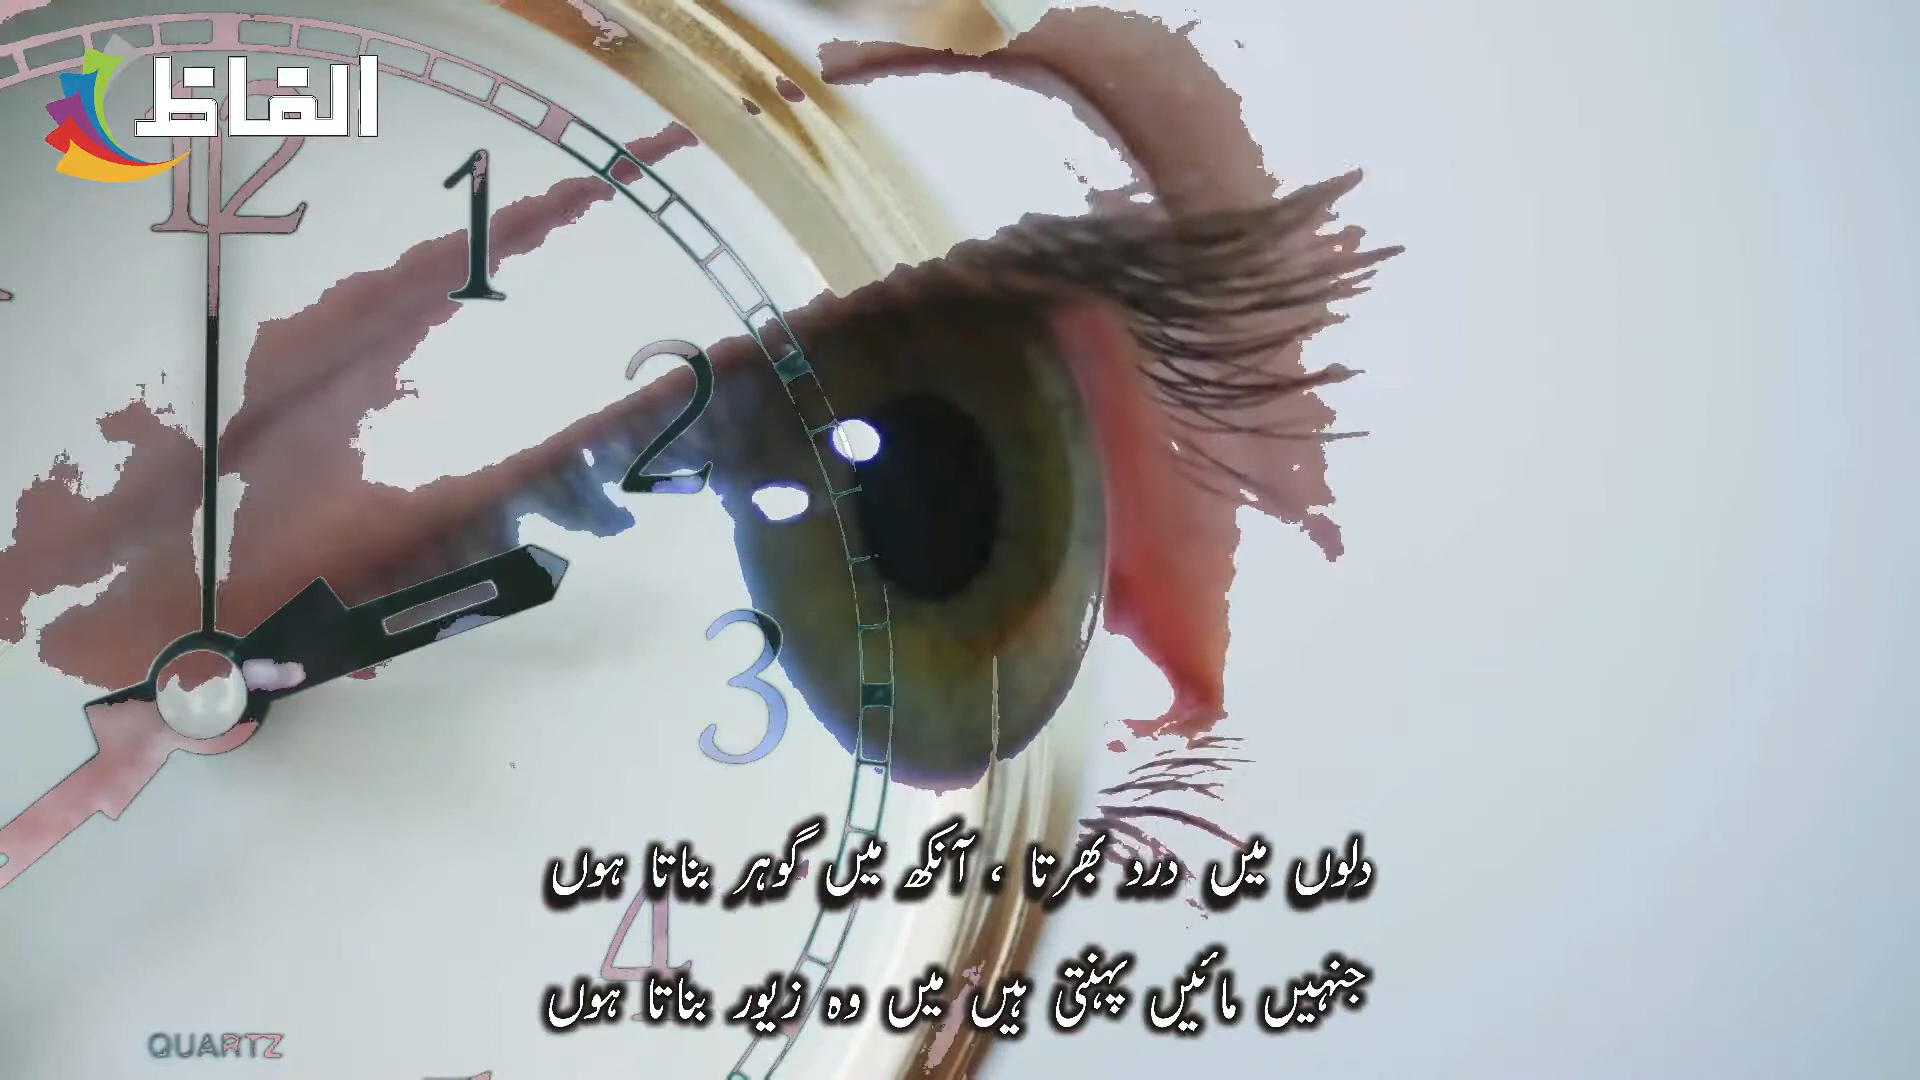 الفاظ
12
1
2
3
4
QUARTZ
دلوں میں درد بھرتا ، آنکھ میں گوہر بناتا ہوں
جنہیں مائیں پہنتی ہیں میں وہ زیور بناتا ہوں